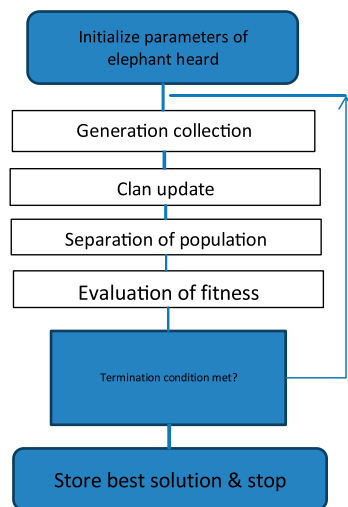 Initialize parameters of
elephant heard
Generation collection
Clan update
Separation of population
Evaluation of fitness
Termination condition met?
Store best solution & stop